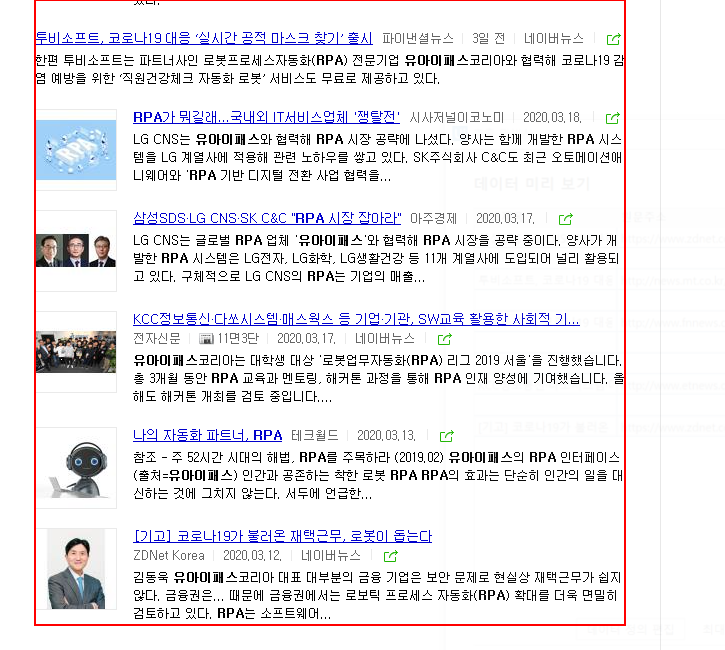 있다.
투비소프트, 코로나19 대응 '실시간 공적 마스크 찾기' 출시 파이낸셜뉴스 | 3일 전 | 네이버뉴스 |
한편 투비소프트는 파트너사인 로봇프로세스자동화(RPA) 전문기업 유아이패스코리아와 협력해 코로나19 감
염 예방을 위한 '직원건강체크 자동화 로봇' 서비스도 무료로 제공하고 있다.
RPA가 뭐길래...국내외 IT서비스업체 '쟁탈전' 시사저널이코노미 | 2020.03.18. |
LG CNS는 유아이패스와 협력해 RPA 시장 공략에 나섰다. 양사는 함께 개발한 RPA 시스
템을 LG 계열사에 적용해 관련 노하우를 쌓고 있다. SK주식회사 C&C도 최근 오토메이션애
니웨어와 'RPA 기반 디지털 전환 사업 협력을...
데이터 미리 보기
삼성SDS·LG CNS·SK C&C "RPA 시장 잡아라" 아주경제 | 2020.03.17. |
LG CNS는 글로벌 RPA 업체 '유아이패스'와 협력해 RPA 시장을 공략 중이다. 양사가 개
발한 RPA 시스템은 LG전자, LG화학, LG생활건강 등 11개 계열사에 도입되어 널리 활용되
고 있다. 구체적으로 LG CNS의 RPA는 기업의 매출...
KCC정보통신·다쏘시스템·매스웍스 등 기업·기관, SW교육 활용한 사회적 기...
전자신문 | 11면3단 | 2020.03.17. | 네이버뉴스 |
유아이패스코리아는 대학생 대상 '로봇업무자동화(RPA) 리그 2019 서울'을 진행했습니다.
총 3개월 동안 RPA 교육과 멘토링, 해커톤 과정을 통해 RPA 인재 양성에 기여했습니다. 올
해도 해커톤 개최를 검토 중입니다....
나의 자동화 파트너, RPA 테크월드 | 2020.03.13. |
참조 - 주 52시간 시대의 해법, RPA를 주목하라 (2019.02) 유아이패스의 RPA 인터페이스
(출처=유아이패스) 인간과 공존하는 착한 로봇 RPA RPA의 효과는 단순히 인간의 일을 대
신하는 것에 그치지 않는다. 서두에 언급한...
[기고] 코로나19가 불러온 재택근무, 로봇이 돕는다
ZDNet Korea | 2020.03.12. | 네이버뉴스 |
김동욱 유아이패스코리아 대표 대부분의 금융 기업은 보안 문제로 현실상 재택근무가 쉽지
않다. 금융권은... 때문에 금융권에서는 로보틱 프로세스 자동화(RPA) 확대를 더욱 면밀히
검토하고 있다. RPA는 소프트웨어...